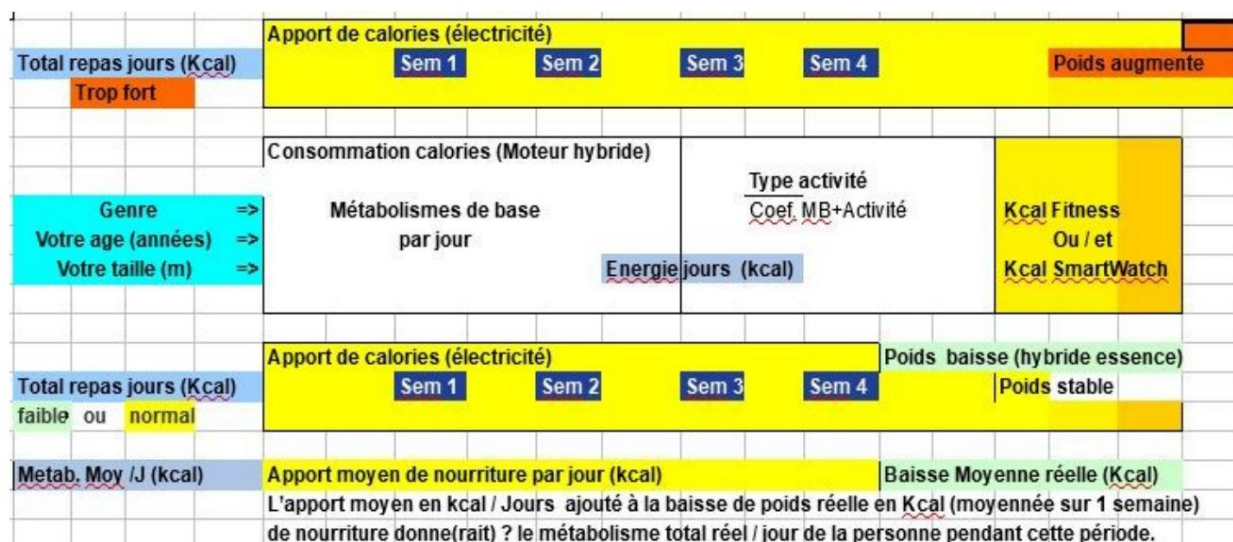 Apport de calories (électricité)
Total repas jours (Kcal) Sem 1 Sem 2 Sem 3 Sem 4 Poids augmente
Trop fort
Consommation calories (Moteur hybride)
Type activité
Genre => Métabolismes de base Coef. MB+Activité Kcal Fitness
Votre age (années) => par jour Ou / et
Votre taille (m) => Energie jours (kcal) Kcal SmartWatch
Apport de calories (électricité) Poids baisse (hybride essence)
Total repas jours (Kcal) Sem 1 Sem 2 Sem 3 Sem 4 Poids stable
faible ou normal
Metab. Moy /J (kcal) Apport moyen de nourriture par jour (kcal) Baisse Moyenne réelle (Kcal)
L'apport moyen en kcal / Jours ajouté à la baisse de poids réelle en Kcal (moyennée sur 1 semaine)
de nourriture donne(rait) ? le métabolisme total réel / jour de la personne pendant cette période.